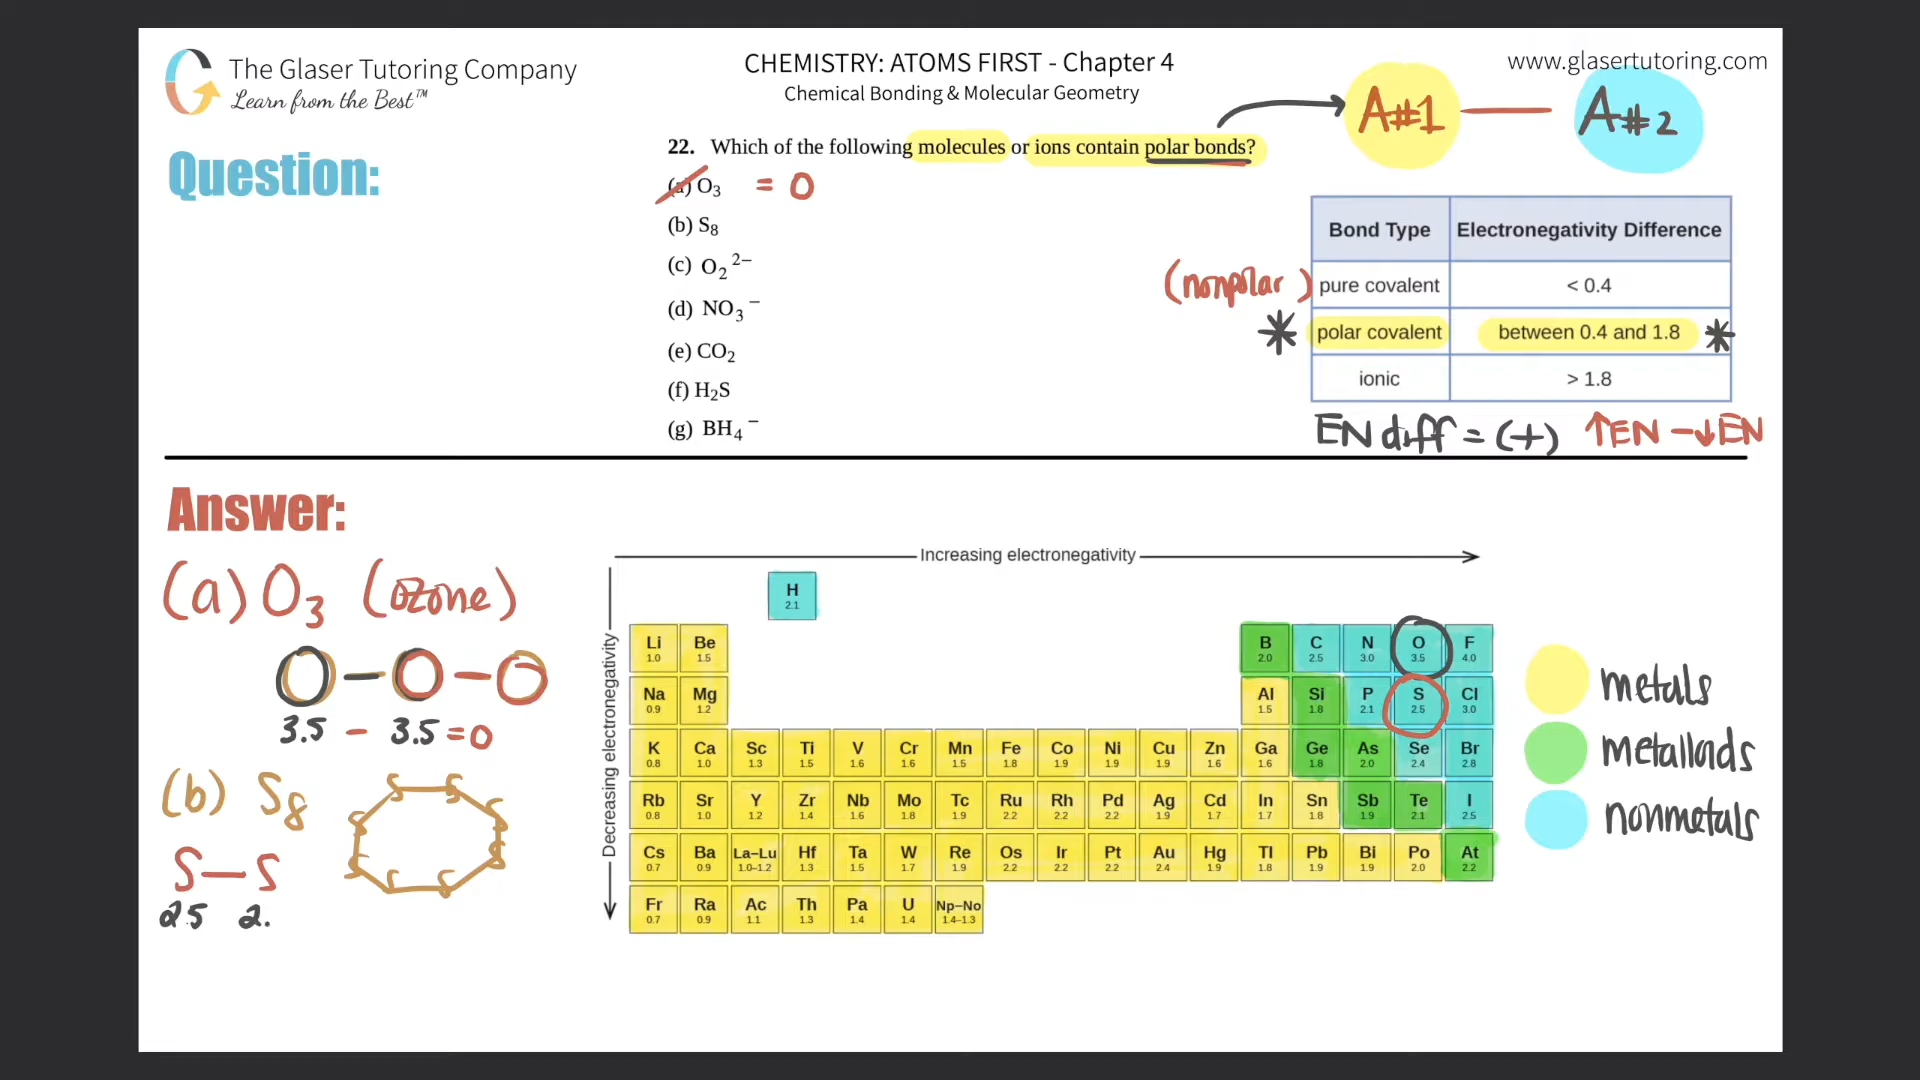 The Glaser Tutoring Company
Learn from the Best™
CHEMISTRY: ATOMS FIRST - Chapter 4
Chemical Bonding & Molecular Geometry
www.glasertutoring.com
A#1 — A#2
Question:
22. Which of the following molecules or ions contain polar bonds?
(a) O₃ = 0
(b) S₈
(c) O₂²⁻
(d) NO₃⁻
(e) CO₂
(f) H₂S
(g) BH₄⁻
Bond Type Electronegativity Difference
(nonpolar) pure covalent < 0.4
* polar covalent between 0.4 and 1.8 *
ionic > 1.8
EN diff = (+) ↑EN - ↓EN
Answer:
(a) O₃ (ozone)
O - O - O
3.5 - 3.5 = 0
(b) S₈
S S S S S S S S
S — S
2.5 2.
Increasing electronegativity
Decreasing electronegativity
H
2.1
Li Be B C N O F
1.0 1.5 2.0 2.5 3.0 3.5 4.0
Na Mg Al Si P S Cl
0.9 1.2 1.5 1.8 2.1 2.5 3.0
K Ca Sc Ti V Cr Mn Fe Co Ni Cu Zn Ga Ge As Se Br
0.8 1.0 1.3 1.5 1.6 1.6 1.5 1.8 1.9 1.9 1.9 1.6 1.6 1.8 2.0 2.4 2.8
Rb Sr Y Zr Nb Mo Tc Ru Rh Pd Ag Cd In Sn Sb Te I
0.8 1.0 1.2 1.4 1.6 1.8 1.9 2.2 2.2 2.2 1.9 1.7 1.7 1.8 1.9 2.1 2.5
Cs Ba La–Lu Hf Ta W Re Os Ir Pt Au Hg Tl Pb Bi Po At
0.7 0.9 1.0–1.2 1.3 1.5 1.7 1.9 2.2 2.2 2.2 2.4 1.9 1.8 1.9 1.9 2.0 2.2
Fr Ra Ac Th Pa U Np–No
0.7 0.9 1.1 1.3 1.4 1.4 1.4–1.3
metals
metalloids
nonmetals